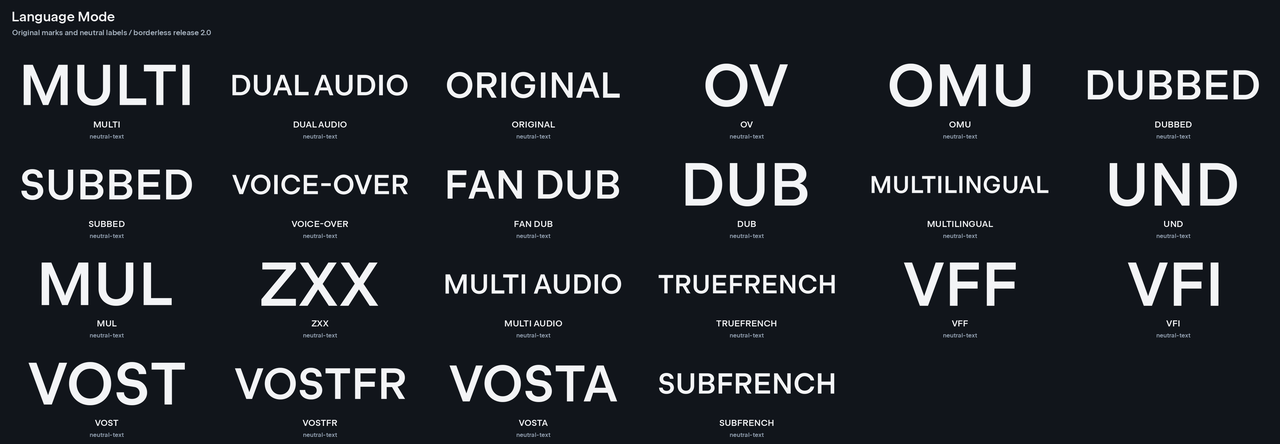 Language Mode
Original marks and neutral labels / borderless release 2.0
MULTI DUAL AUDIO ORIGINAL OV OMU DUBBED
MULTI DUAL AUDIO ORIGINAL OV OMU DUBBED
neutral-text neutral-text neutral-text neutral-text neutral-text neutral-text
SUBBED VOICE-OVER FAN DUB DUB MULTILINGUAL UND
SUBBED VOICE-OVER FAN DUB DUB MULTILINGUAL UND
neutral-text neutral-text neutral-text neutral-text neutral-text neutral-text
MUL ZXX MULTI AUDIO TRUEFRENCH VFF VFI
MUL ZXX MULTI AUDIO TRUEFRENCH VFF VFI
neutral-text neutral-text neutral-text neutral-text neutral-text neutral-text
VOST VOSTFR VOSTA SUBFRENCH
VOST VOSTFR VOSTA SUBFRENCH
neutral-text neutral-text neutral-text neutral-text